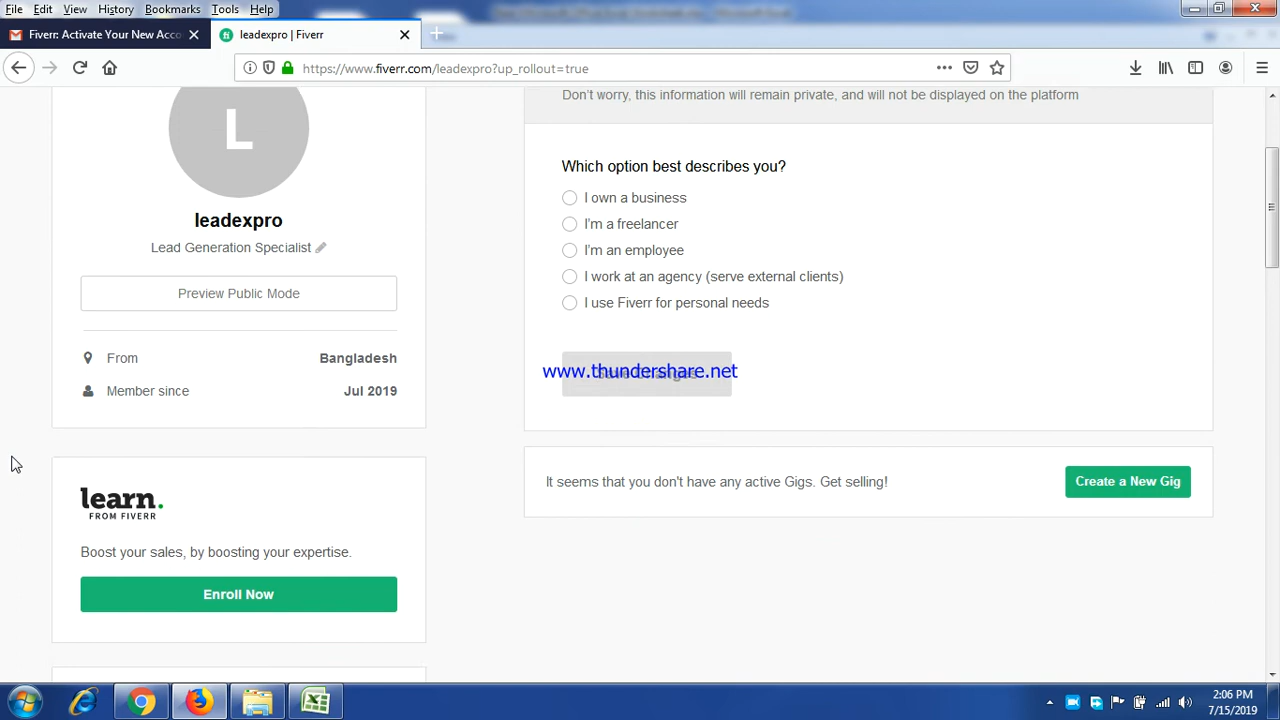 File Edit View History Bookmarks Tools Help
Fiverr: Activate Your New Acco
leadexpro | Fiverr
https://www.fiverr.com/leadexpro?up_rollout=true
Don't worry, this information will remain private, and will not be displayed on the platform
L
leadexpro
Lead Generation Specialist
Preview Public Mode
From Bangladesh
Member since Jul 2019
Which option best describes you?
I own a business
I'm a freelancer
I'm an employee
I work at an agency (serve external clients)
I use Fiverr for personal needs
www.thundershare.net
It seems that you don't have any active Gigs. Get selling!
Create a New Gig
learn.
FROM FIVERR
Boost your sales, by boosting your expertise.
Enroll Now
2:06 PM
7/15/2019